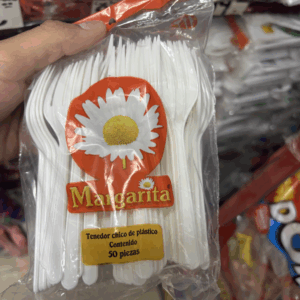 Margarita
Tenedor chico de plástico
Contenido
50 piezas